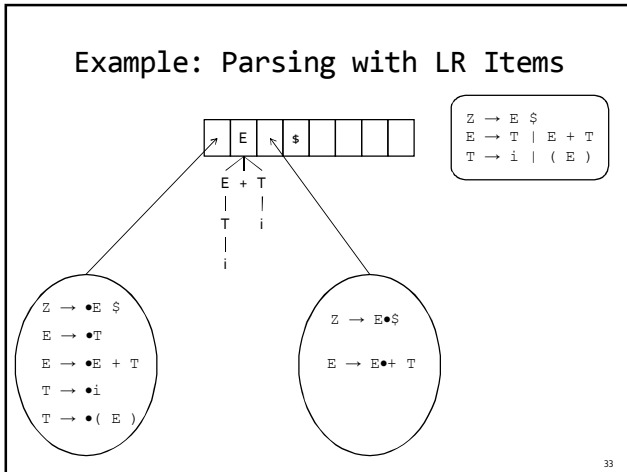 Example: Parsing with LR Items
E $
Z → E $
E → T | E + T
T → i | ( E )
E + T
| |
T i
|
i
Z → •E $
E → •T
E → •E + T
T → •i
T → •( E )
Z → E•$
E → E•+ T
33